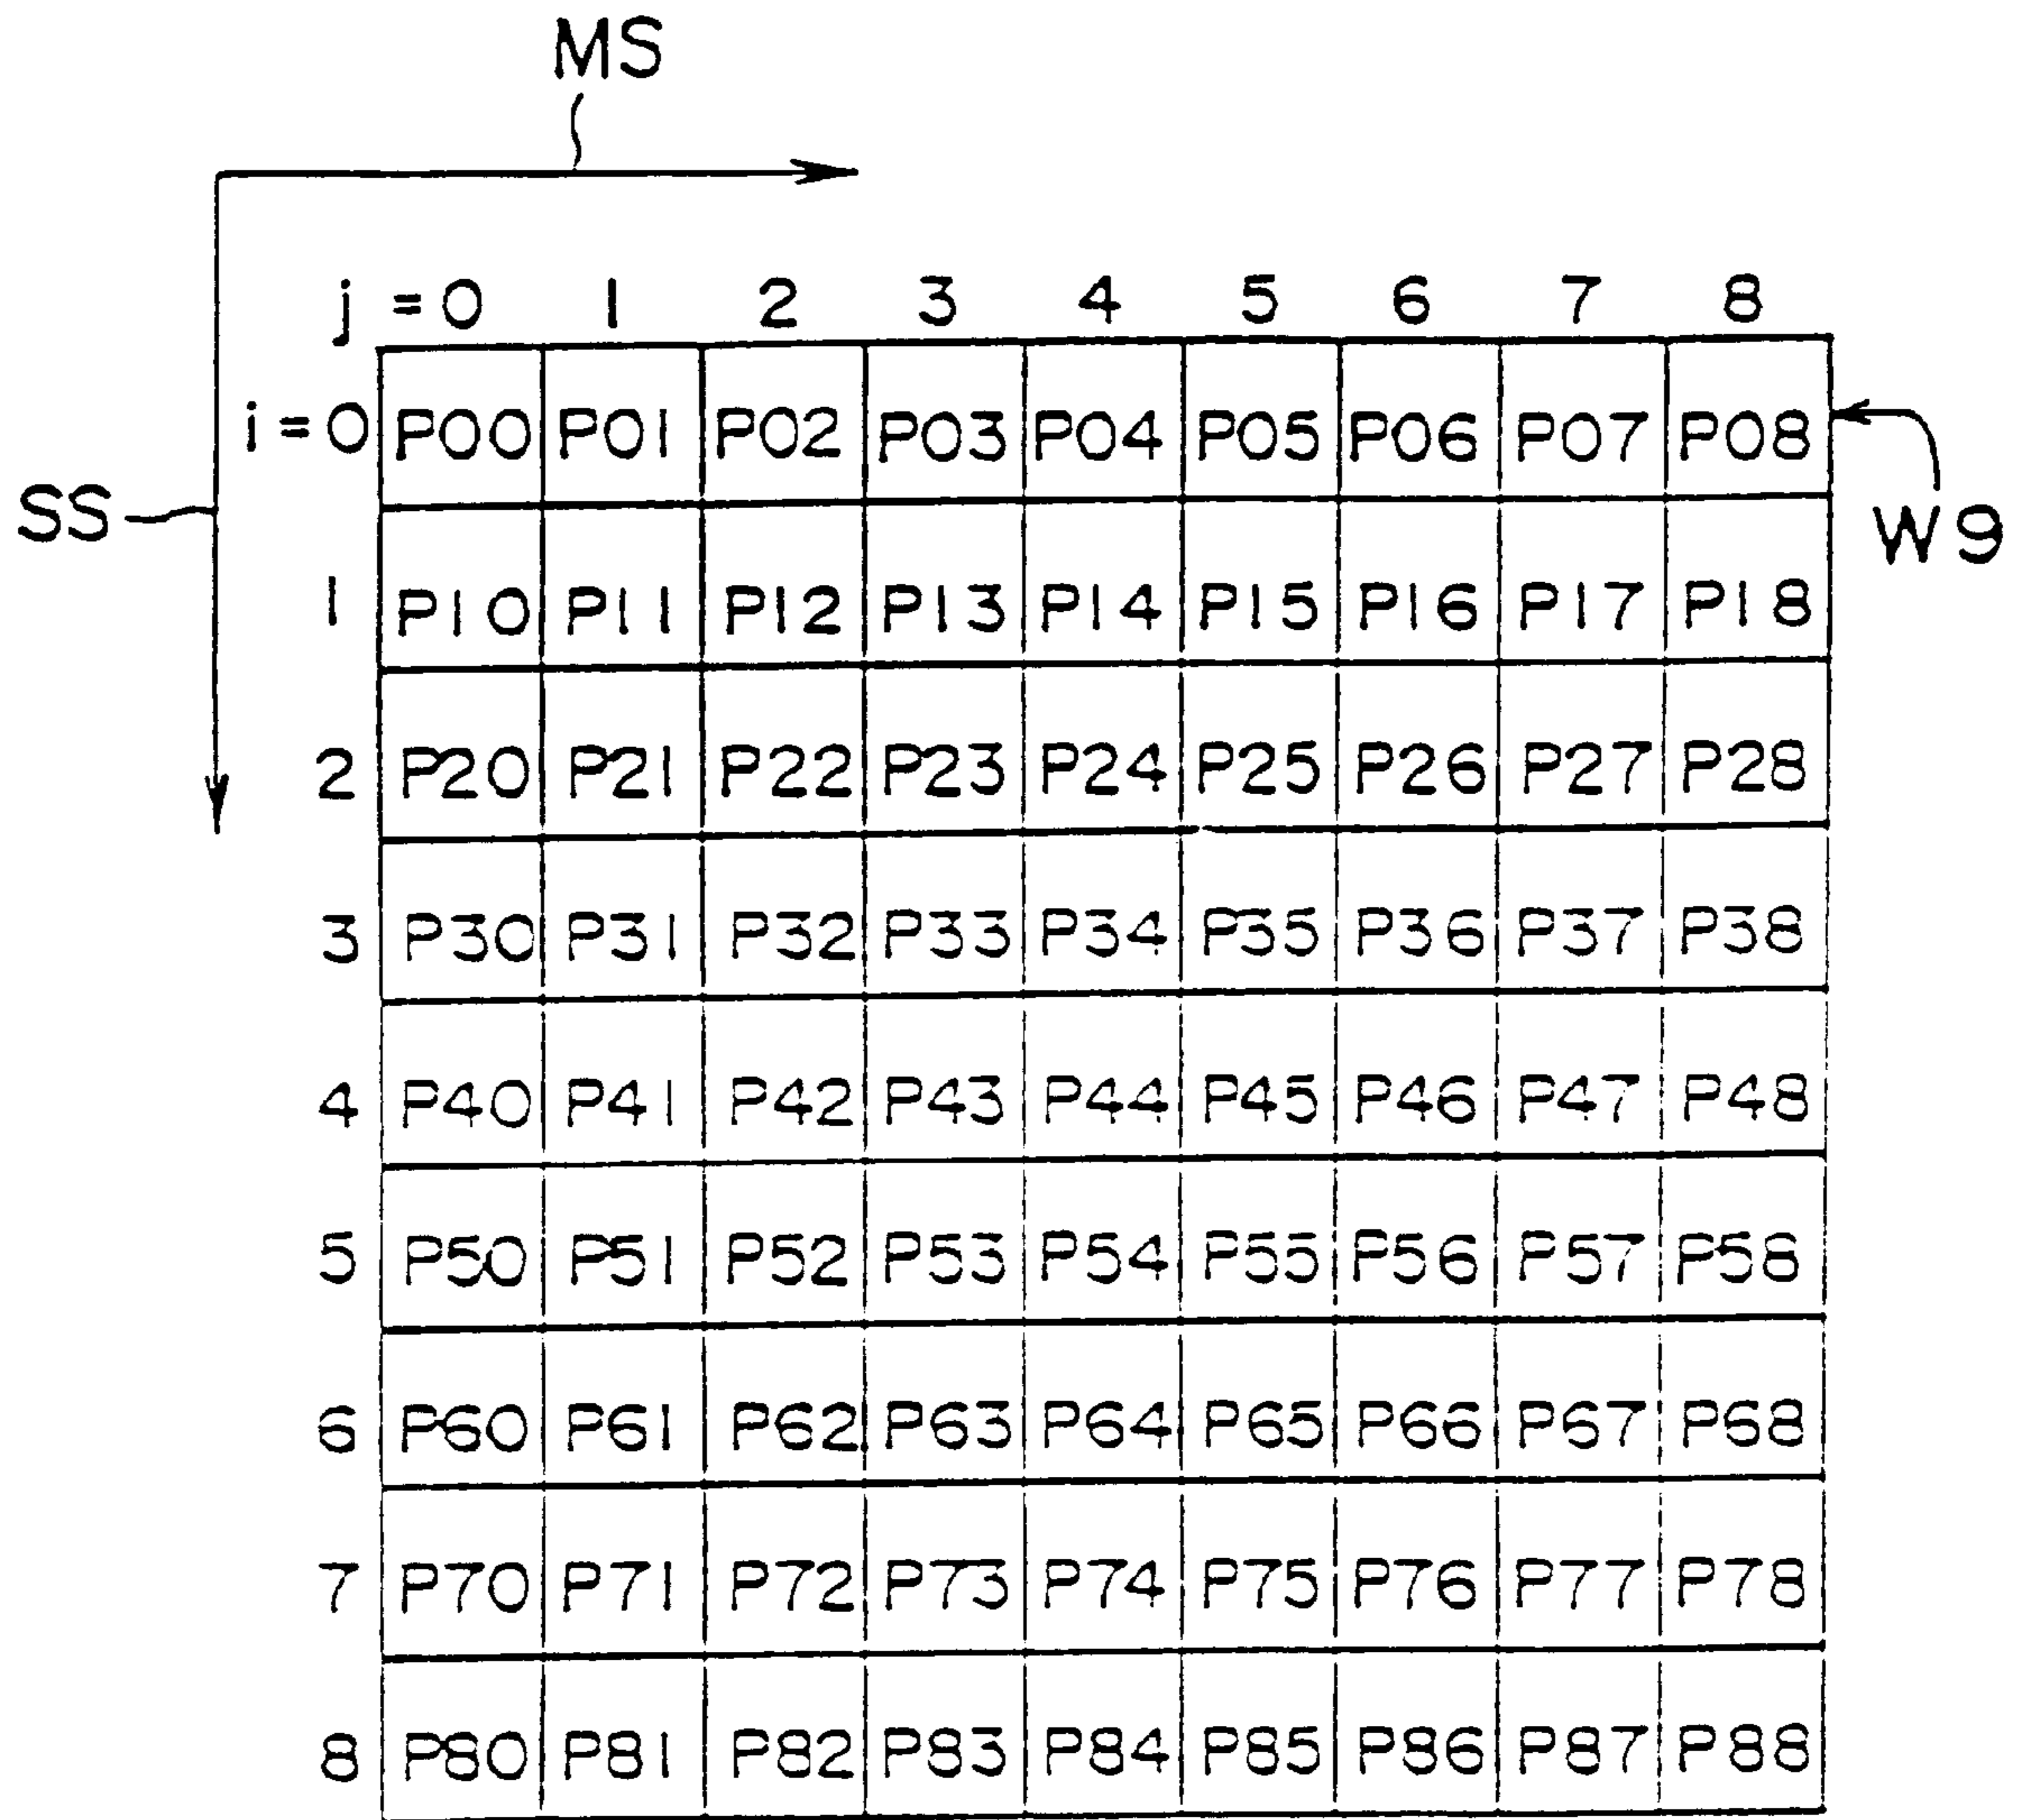 MS
j = 0 1 2 3 4 5 6 7 8
i = 0 P00 P01 P02 P03 P04 P05 P06 P07 P08
SS
W9
1 P10 P11 P12 P13 P14 P15 P16 P17 P18
2 P20 P21 P22 P23 P24 P25 P26 P27 P28
3 P30 P31 P32 P33 P34 P35 P36 P37 P38
4 P40 P41 P42 P43 P44 P45 P46 P47 P48
5 P50 P51 P52 P53 P54 P55 P56 P57 P58
6 P60 P61 P62 P63 P64 P65 P66 P67 P68
7 P70 P71 P72 P73 P74 P75 P76 P77 P78
8 P80 P81 P82 P83 P84 P85 P86 P87 P88